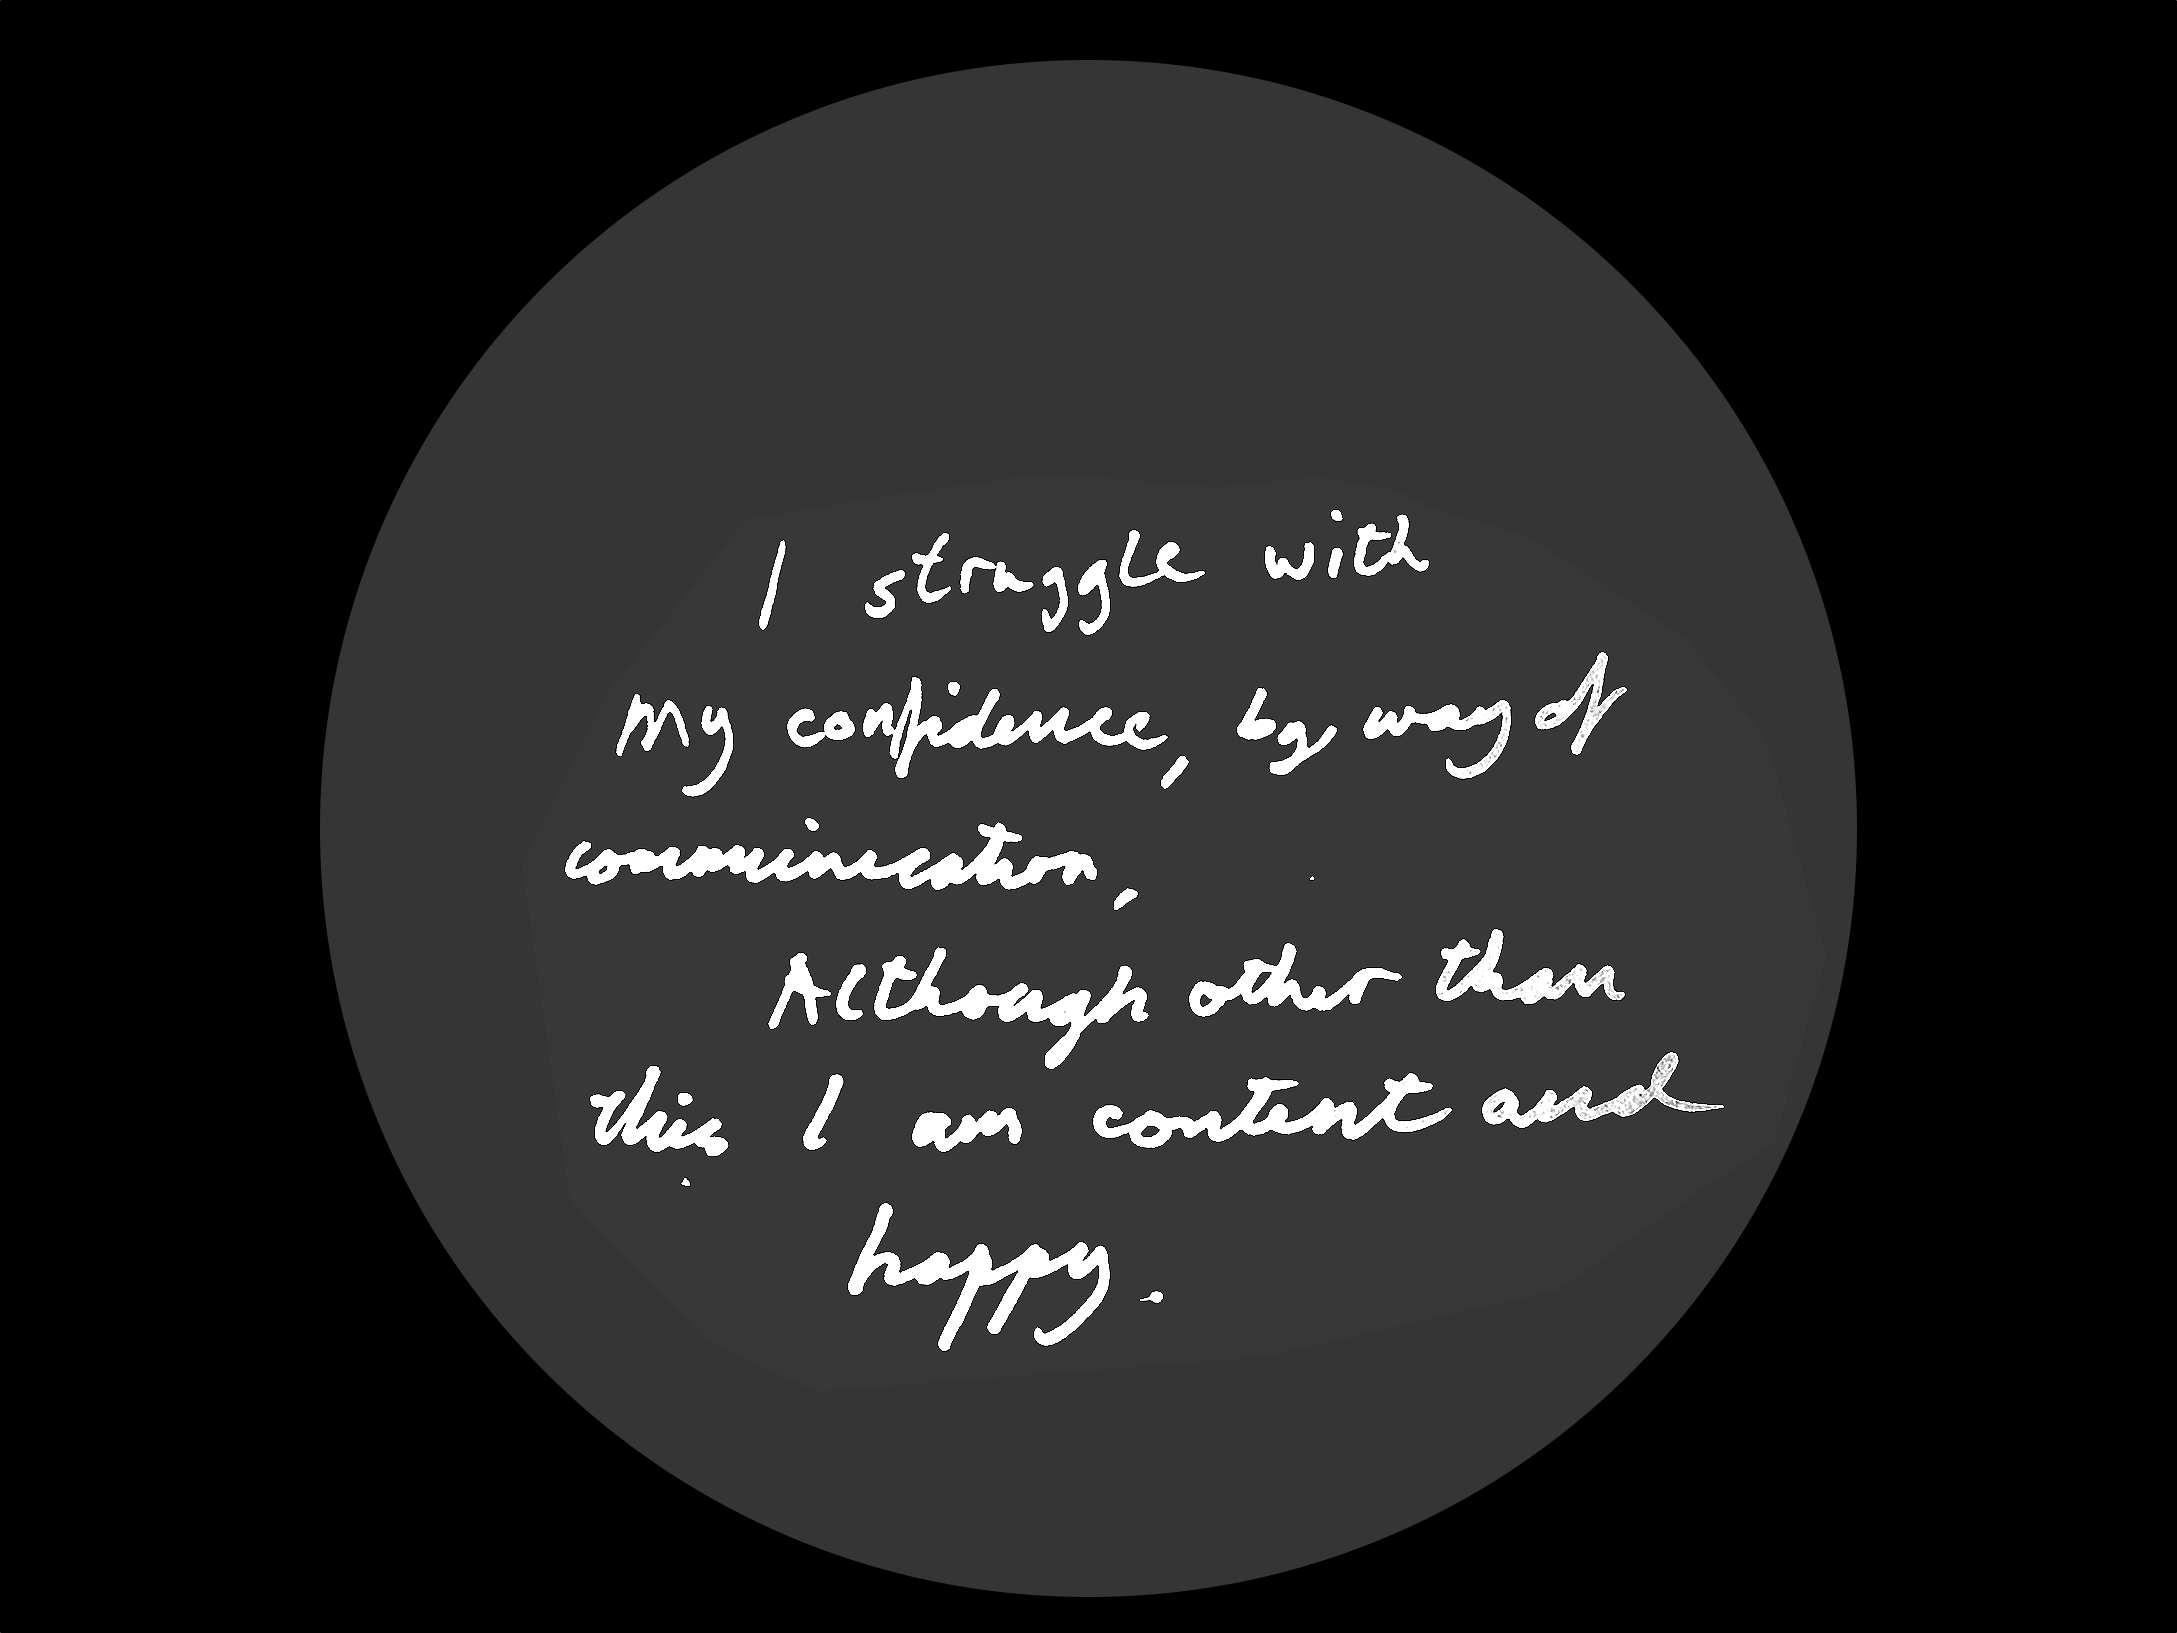 I struggle with
My confidence, by way of
communication,
Although other than
this I am content and
happy.